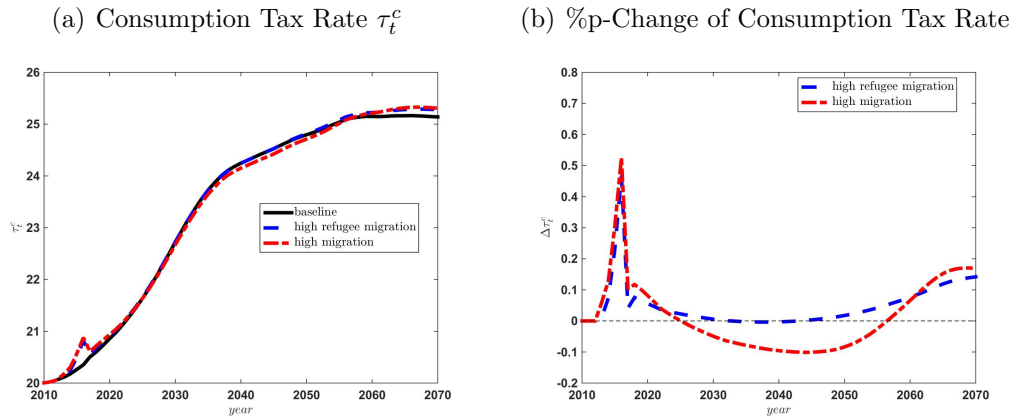 (a) Consumption Tax Rate τ_t^c
26
25
24
23
22
21
20
τ_t^c
baseline
high refugee migration
high migration
2010 2020 2030 2040 2050 2060 2070
year
(b) %p-Change of Consumption Tax Rate
0.8
0.7
0.6
0.5
0.4
0.3
0.2
0.1
0
-0.1
-0.2
Δτ_t^c
high refugee migration
high migration
2010 2020 2030 2040 2050 2060 2070
year